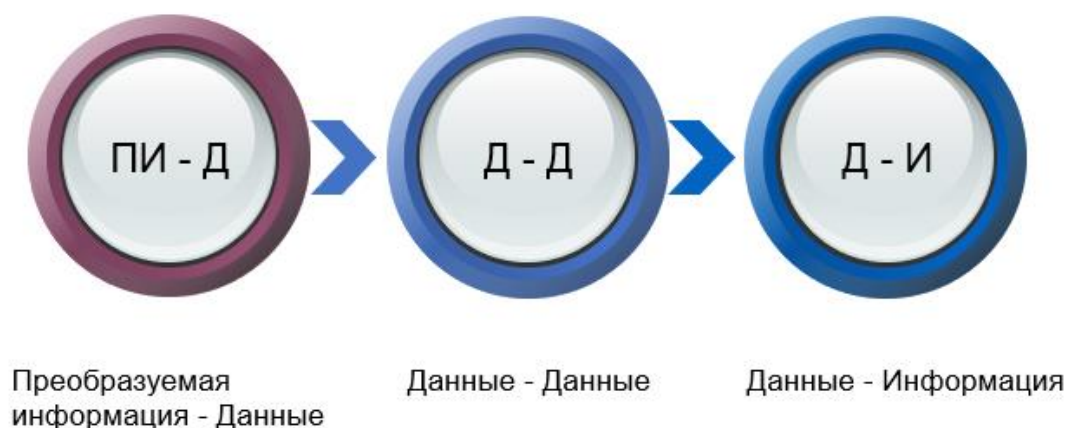 ПИ - Д
Д - Д
Д - И
Преобразуемая
информация - Данные
Данные - Данные
Данные - Информация